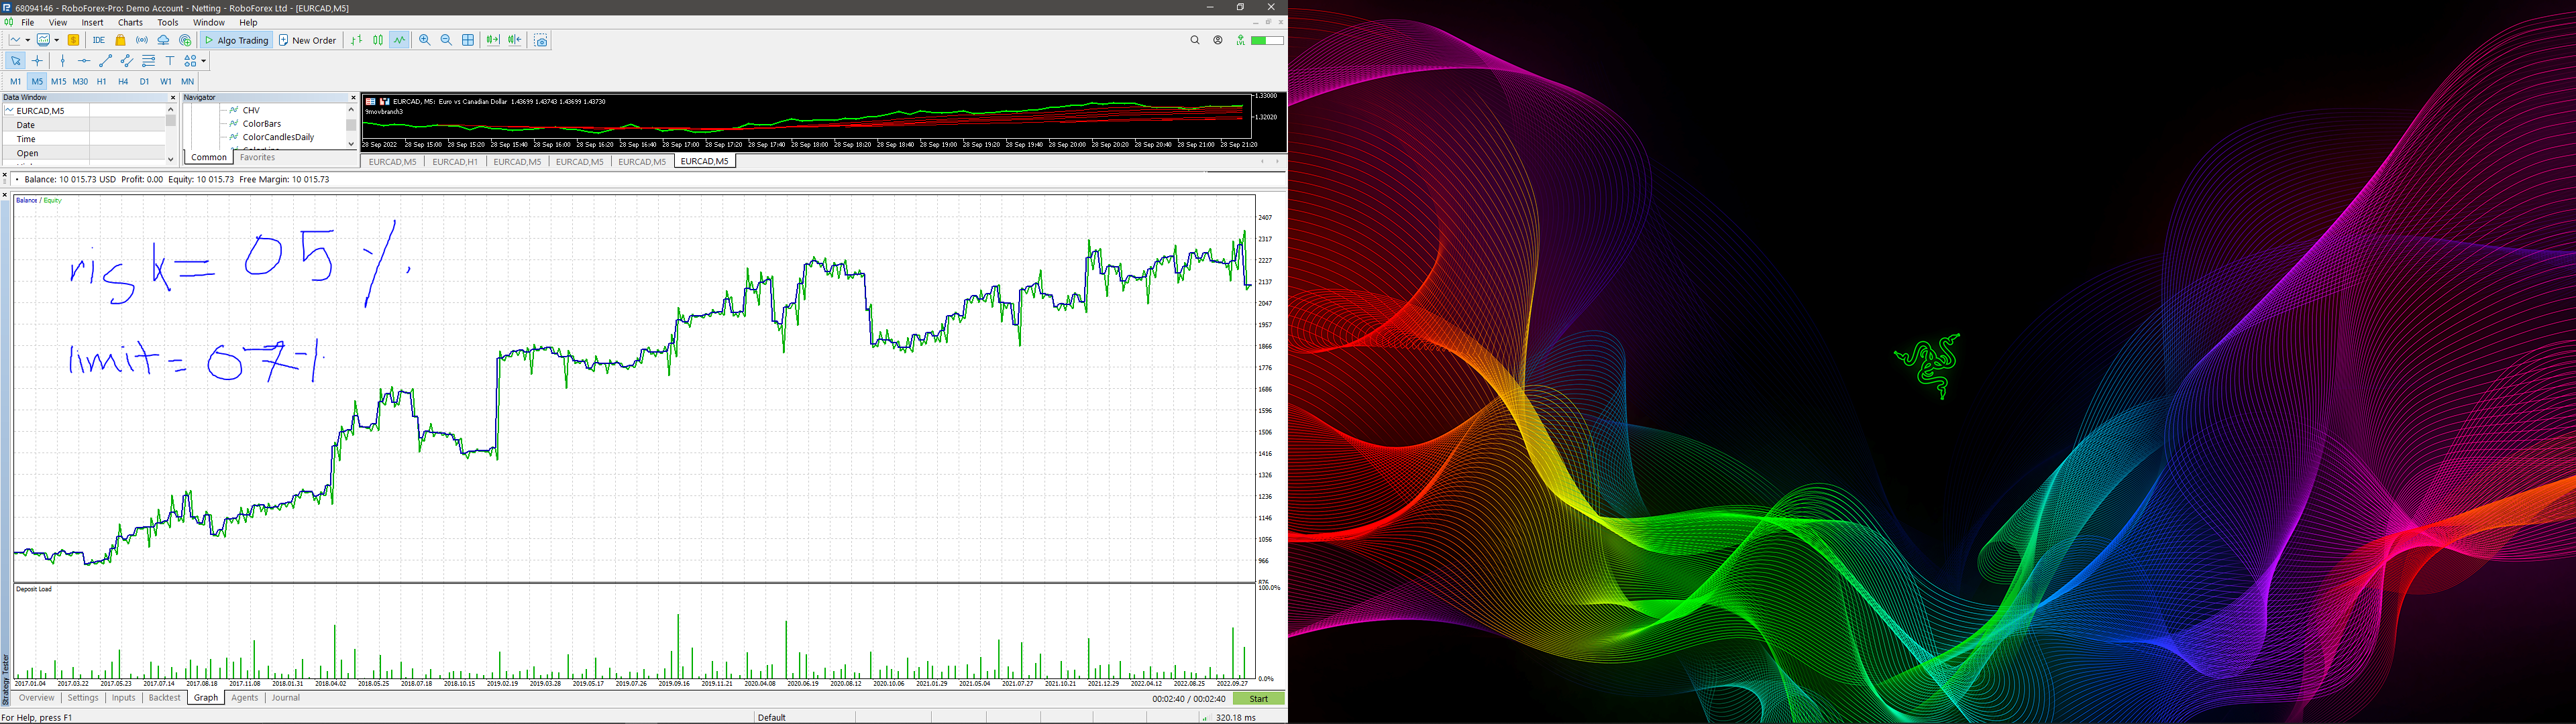 68094146 - RoboForex-Pro: Demo Account - Netting - RoboForex Ltd - [EURCAD,M5]
File View Insert Charts Tools Window Help
IDE Algo Trading New Order LVL
M1 M5 M15 M30 H1 H4 D1 W1 MN
Data Window
EURCAD,M5
Date
Time
Open
Navigator
CHV
ColorBars
ColorCandlesDaily
Common Favorites
EURCAD, M5: Euro vs Canadian Dollar 1.43699 1.43743 1.43699 1.43730
9movbranch3
1.33000
1.32020
28 Sep 2022 28 Sep 15:00 28 Sep 15:20 28 Sep 15:40 28 Sep 16:00 28 Sep 16:20 28 Sep 16:40 28 Sep 17:00 28 Sep 17:20 28 Sep 17:40 28 Sep 18:00 28 Sep 18:20 28 Sep 18:40 28 Sep 19:00 28 Sep 19:20 28 Sep 19:40 28 Sep 20:00 28 Sep 20:20 28 Sep 20:40 28 Sep 21:00 28 Sep 21:20
EURCAD,M5 EURCAD,H1 EURCAD,M5 EURCAD,M5 EURCAD,M5 EURCAD,M5
Balance: 10 015.73 USD Profit: 0.00 Equity: 10 015.73 Free Margin: 10 015.73
Balance / Equity
risk = 05 %
limit = 07-1.
2407
2317
2227
2137
2047
1957
1866
1776
1686
1596
1506
1416
1326
1236
1146
1056
966
876
Deposit Load
100.0%
0.0%
2017.01.04 2017.03.22 2017.05.23 2017.07.14 2017.08.18 2017.11.08 2018.01.31 2018.04.02 2018.05.25 2018.07.18 2018.10.15 2019.02.19 2019.03.28 2019.05.17 2019.07.26 2019.09.16 2019.11.21 2020.04.08 2020.06.19 2020.08.12 2020.10.06 2021.01.29 2021.05.04 2021.07.27 2021.10.21 2021.12.29 2022.04.12 2022.08.25 2022.09.27
Strategy Tester
Overview Settings Inputs Backtest Graph Agents Journal
00:02:40 / 00:02:40 Start
For Help, press F1
Default
320.18 ms